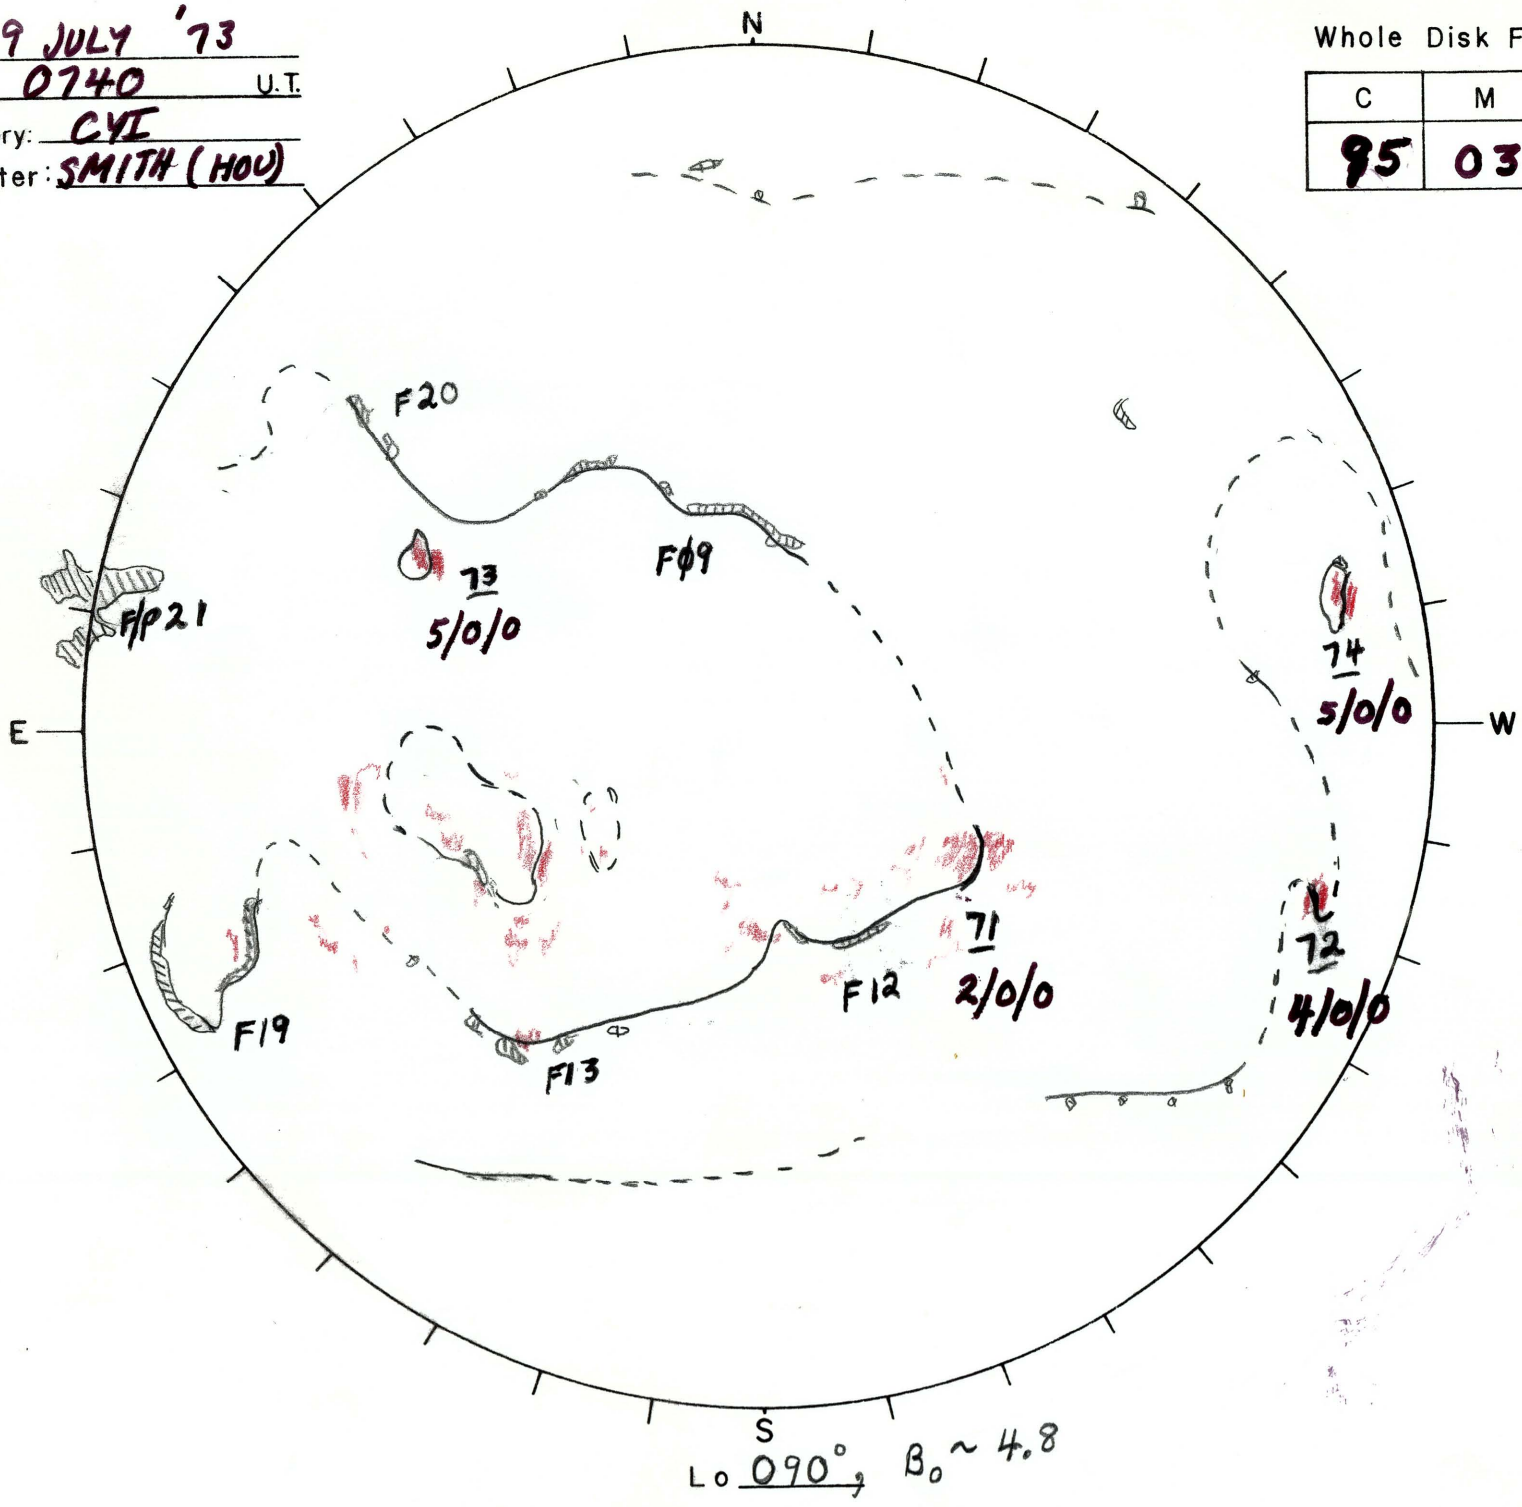 9 JULY '73
0740 U.T.
ry: CYI
ter: SMITH (HOU)
N
Whole Disk F
C M
95 03
F20
FØ9
73
5/0/0
F/P21
74
5/0/0
E
W
71
2/0/0
72
4/0/0
F12
F19
F13
S
Lo 090°, B₀ ~ 4.8